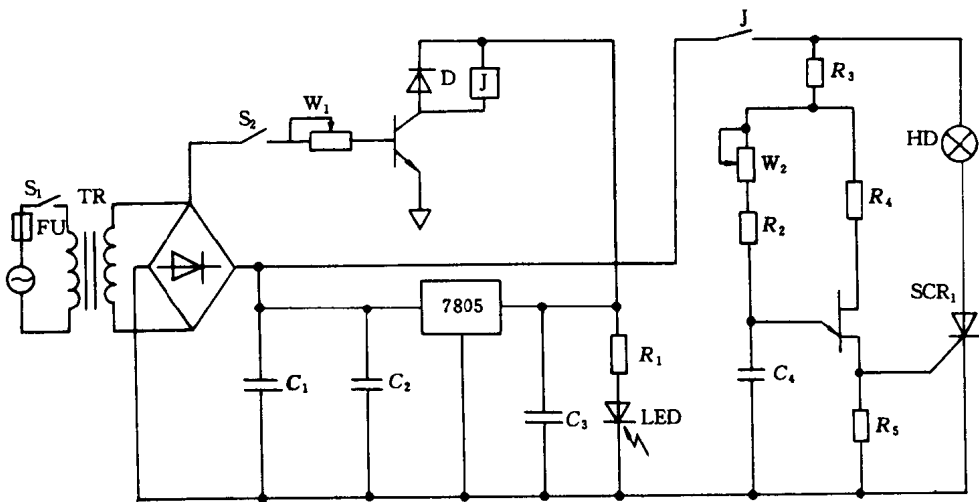 J
R3
D
J
W1
S2
HD
W2
S1
TR
FU
R4
R2
7805
SCR1
R1
C1
C2
C4
C3
LED
R5